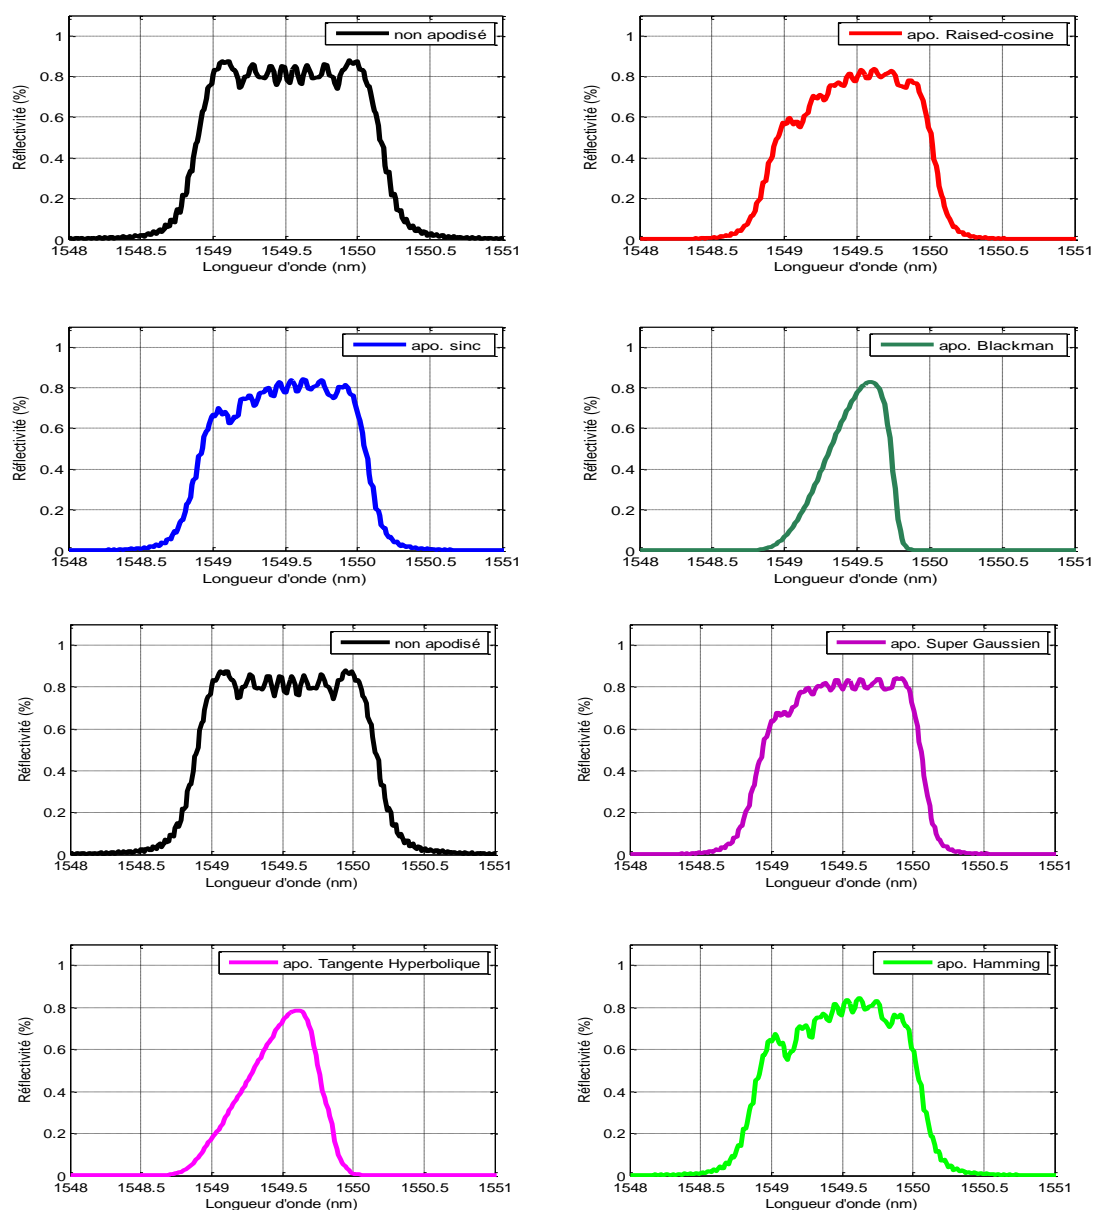 non apodisé
Réflectivité (%)
1
0.8
0.6
0.4
0.2
0
1548 1548.5 1549 1549.5 1550 1550.5 1551
Longueur d'onde (nm)
apo. Raised-cosine
Réflectivité (%)
1
0.8
0.6
0.4
0.2
0
1548 1548.5 1549 1549.5 1550 1550.5 1551
Longueur d'onde (nm)
apo. sinc
Réflectivité (%)
1
0.8
0.6
0.4
0.2
0
1548 1548.5 1549 1549.5 1550 1550.5 1551
Longueur d'onde (nm)
apo. Blackman
Réflectivité (%)
1
0.8
0.6
0.4
0.2
0
1548 1548.5 1549 1549.5 1550 1550.5 1551
Longueur d'onde (nm)
non apodisé
Réflectivité (%)
1
0.8
0.6
0.4
0.2
0
1548 1548.5 1549 1549.5 1550 1550.5 1551
Longueur d'onde (nm)
apo. Super Gaussien
Réflectivité (%)
1
0.8
0.6
0.4
0.2
0
1548 1548.5 1549 1549.5 1550 1550.5 1551
Longueur d'onde (nm)
apo. Tangente Hyperbolique
Réflectivité (%)
1
0.8
0.6
0.4
0.2
0
1548 1548.5 1549 1549.5 1550 1550.5 1551
Longueur d'onde (nm)
apo. Hamming
Réflectivité (%)
1
0.8
0.6
0.4
0.2
0
1548 1548.5 1549 1549.5 1550 1550.5 1551
Longueur d'onde (nm)